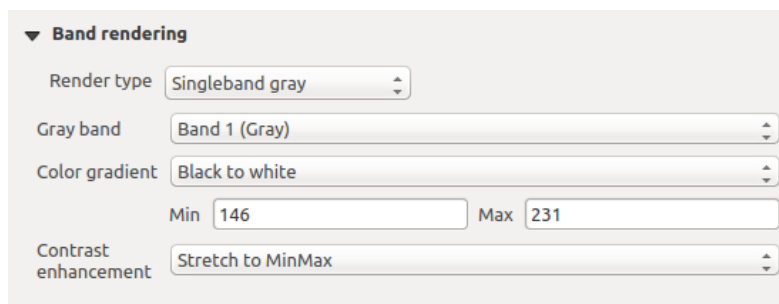 Band rendering
Render type Singleband gray
Gray band Band 1 (Gray)
Color gradient Black to white
Min 146 Max 231
Contrast
enhancement Stretch to MinMax